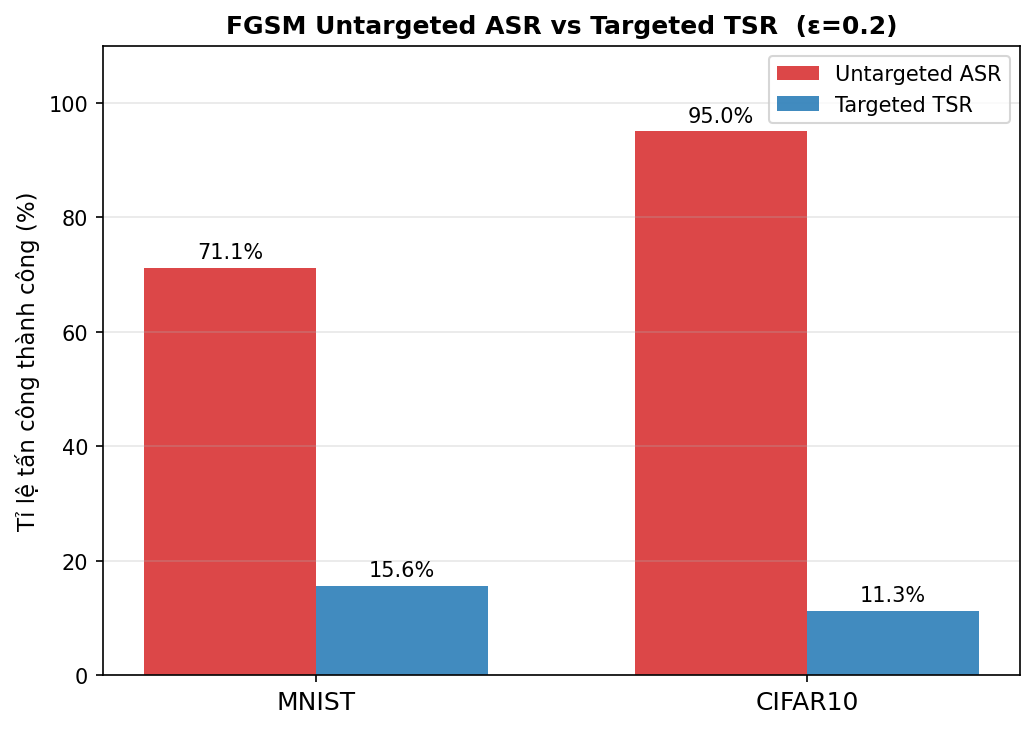 FGSM Untargeted ASR vs Targeted TSR  (ε=0.2)
Untargeted ASR
Targeted TSR
Tỉ lệ tấn công thành công (%)
100
80
60
40
20
0
71.1%
15.6%
95.0%
11.3%
MNIST
CIFAR10